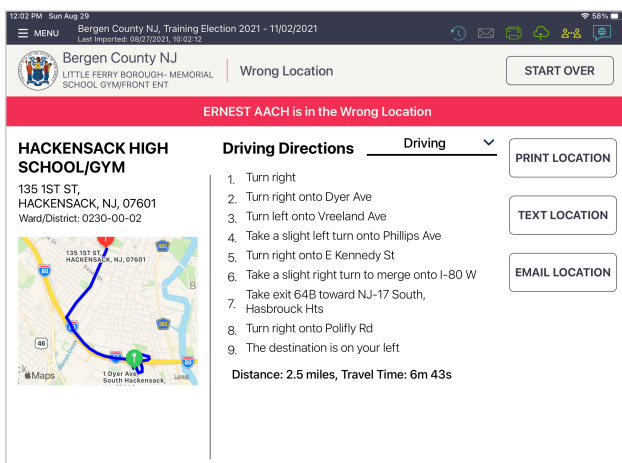 12:02 PM Sun Aug 29
58%
MENU
Bergen County NJ, Training Election 2021 - 11/02/2021
Last Imported: 08/27/2021, 10:02:12
Bergen County NJ
LITTLE FERRY BOROUGH- MEMORIAL
SCHOOL GYM/FRONT ENT
Wrong Location
START OVER
ERNEST AACH is in the Wrong Location
HACKENSACK HIGH
SCHOOL/GYM
135 1ST ST,
HACKENSACK, NJ, 07601
Ward/District: 0230-00-02
135 1ST ST,
HACKENSACK, NJ, 07601
Essex St
502
80
503
46
80
B
Maps
1 Dyer Ave,
South Hackensack,
Legal
Driving Directions
Driving
1. Turn right
2. Turn right onto Dyer Ave
3. Turn left onto Vreeland Ave
4. Take a slight left turn onto Phillips Ave
5. Turn right onto E Kennedy St
6. Take a slight right turn to merge onto I-80 W
7. Take exit 64B toward NJ-17 South,
Hasbrouck Hts
8. Turn right onto Polifly Rd
9. The destination is on your left
Distance: 2.5 miles, Travel Time: 6m 43s
PRINT LOCATION
TEXT LOCATION
EMAIL LOCATION